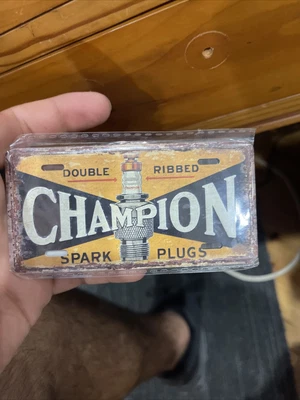 DOUBLE RIBBED
CHAMPION
SPARK PLUGS